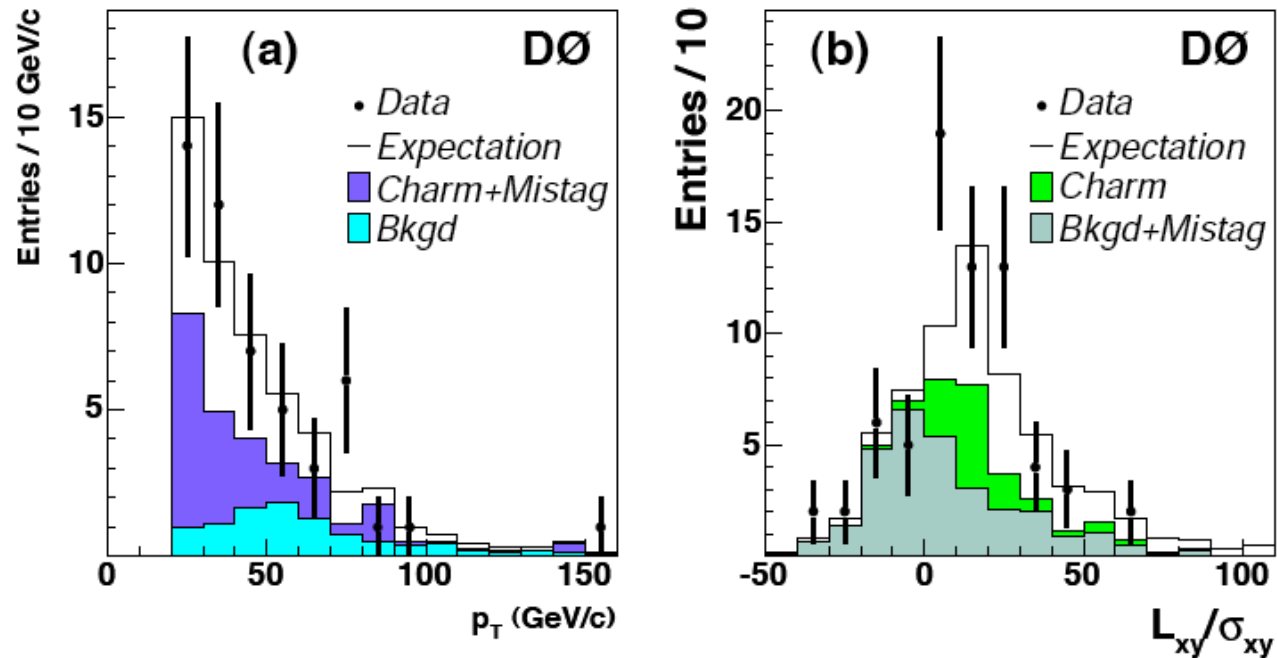 Entries / 10 GeV/c
(a)
DØ
Data
Expectation
Charm+Mistag
Bkgd
15
10
5
0
50
100
150
p_T (GeV/c)
Entries / 10
(b)
DØ
Data
Expectation
Charm
Bkgd+Mistag
20
15
10
5
-50
0
50
100
L_xy/σ_xy